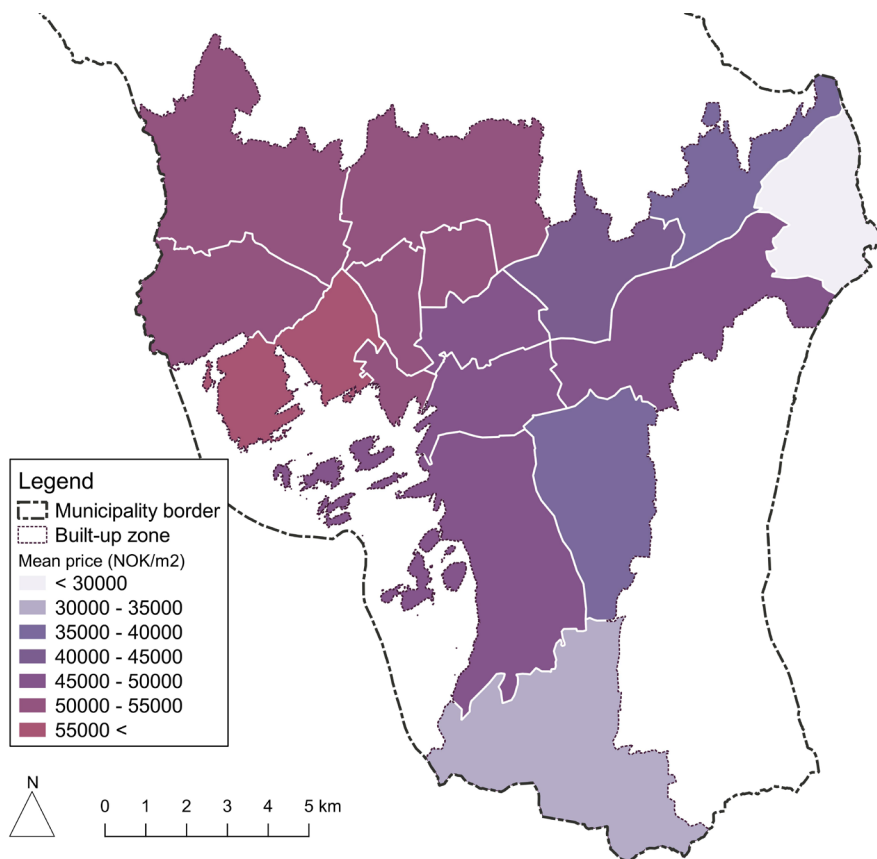 Legend
Municipality border
Built-up zone
Mean price (NOK/m2)
< 30000
30000 - 35000
35000 - 40000
40000 - 45000
45000 - 50000
50000 - 55000
55000 <
N
0 1 2 3 4 5 km